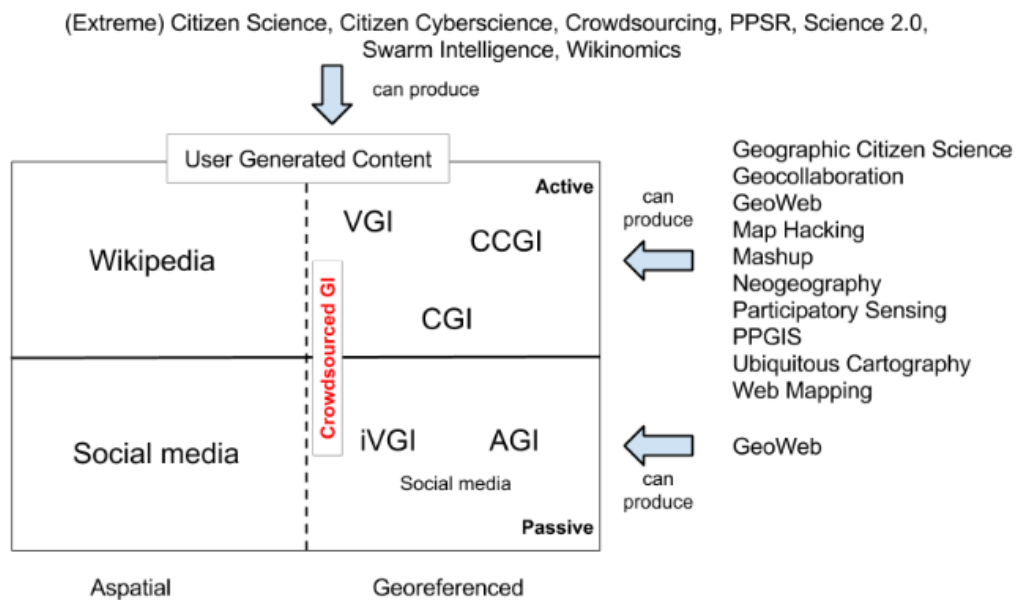 (Extreme) Citizen Science, Citizen Cyberscience, Crowdsourcing, PPSR, Science 2.0,
Swarm Intelligence, Wikinomics
can produce
User Generated Content
Active
VGI
CCGI
Wikipedia
CGI
Crowdsourced GI
Social media
iVGI
AGI
Social media
Passive
Aspatial
Georeferenced
can
produce
Geographic Citizen Science
Geocollaboration
GeoWeb
Map Hacking
Mashup
Neogeography
Participatory Sensing
PPGIS
Ubiquitous Cartography
Web Mapping
GeoWeb
can
produce